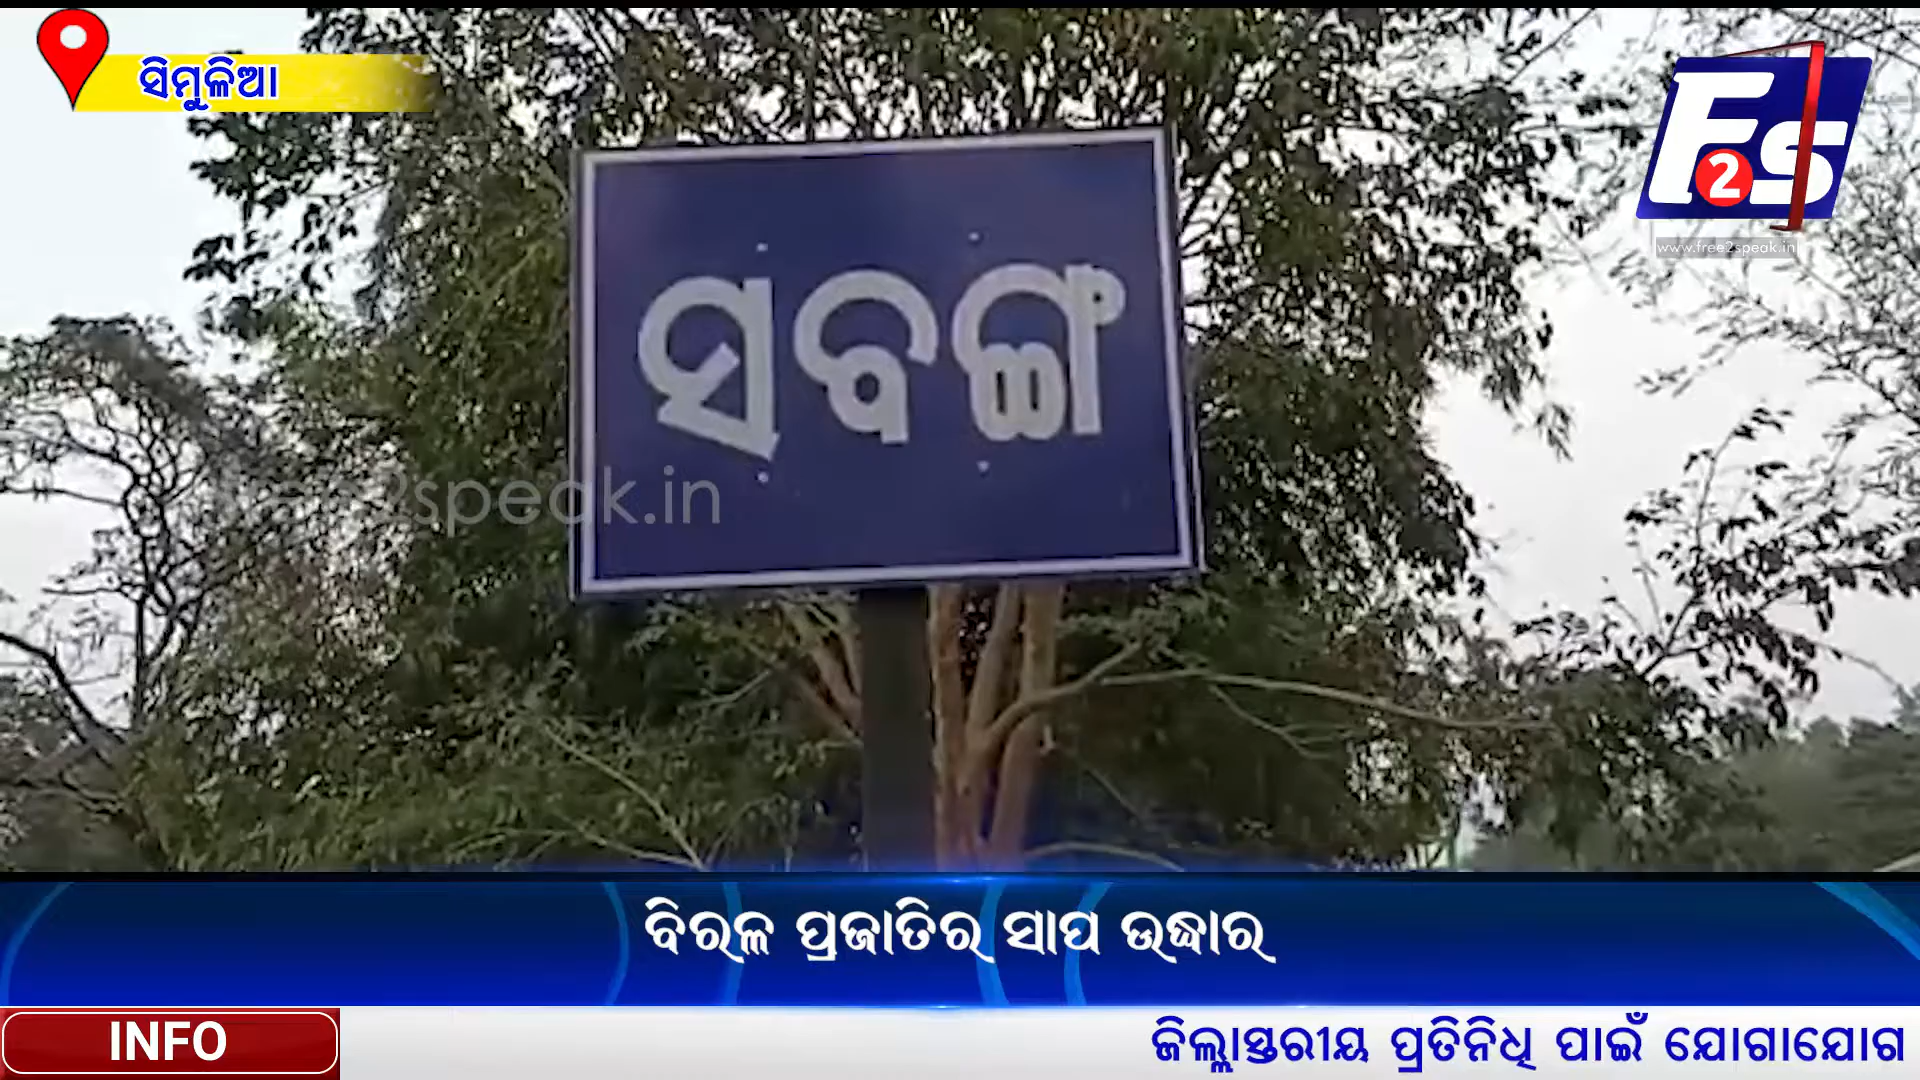 ସିମୁଳିଆ
F2S
www.free2speak.in
ସବଙ୍ଗ
free2speak.in
ବିରଳ ପ୍ରଜାତିର ସାପ ଉଦ୍ଧାର
INFO
ଜିଲ୍ଲାସ୍ତରୀୟ ପ୍ରତିନିଧି ପାଇଁ ଯୋଗାଯୋଗ